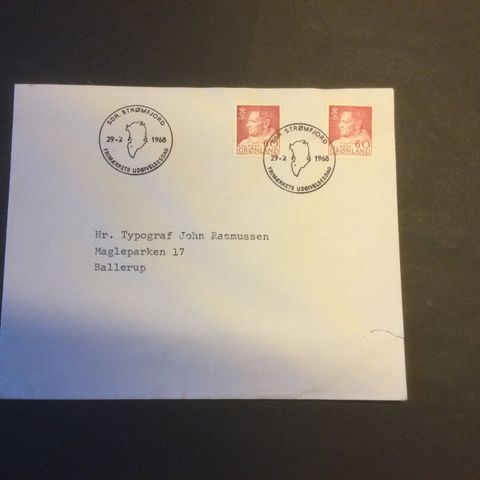 SDR. STRØMFJORD
29-2 1968
FRIMÆRKETS UDGIVELSESDAG
60
GRØNLAND
60
GRØNLAND
SDR. STRØMFJORD
29-2 1968
FRIMÆRKETS UDGIVELSESDAG
Hr. Typograf John Rasmussen
Magleparken 17
Ballerup